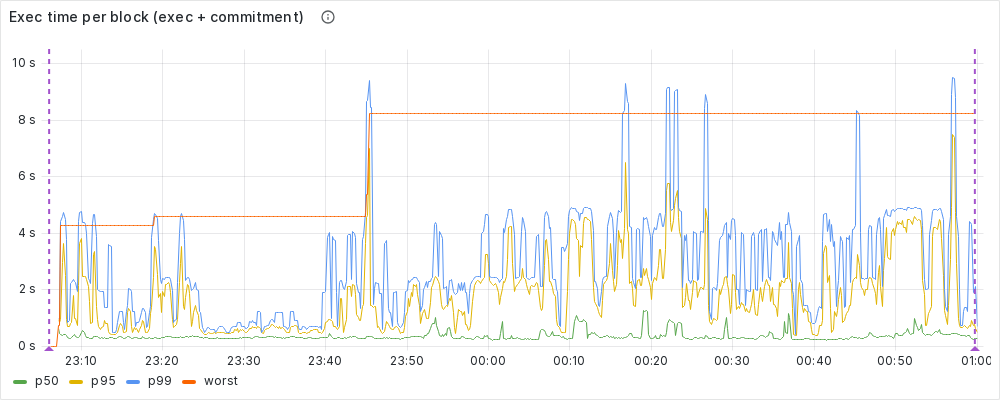 Exec time per block (exec + commitment)
10 s
8 s
6 s
4 s
2 s
0 s
23:10 23:20 23:30 23:40 23:50 00:00 00:10 00:20 00:30 00:40 00:50 01:00
p50 p95 p99 worst